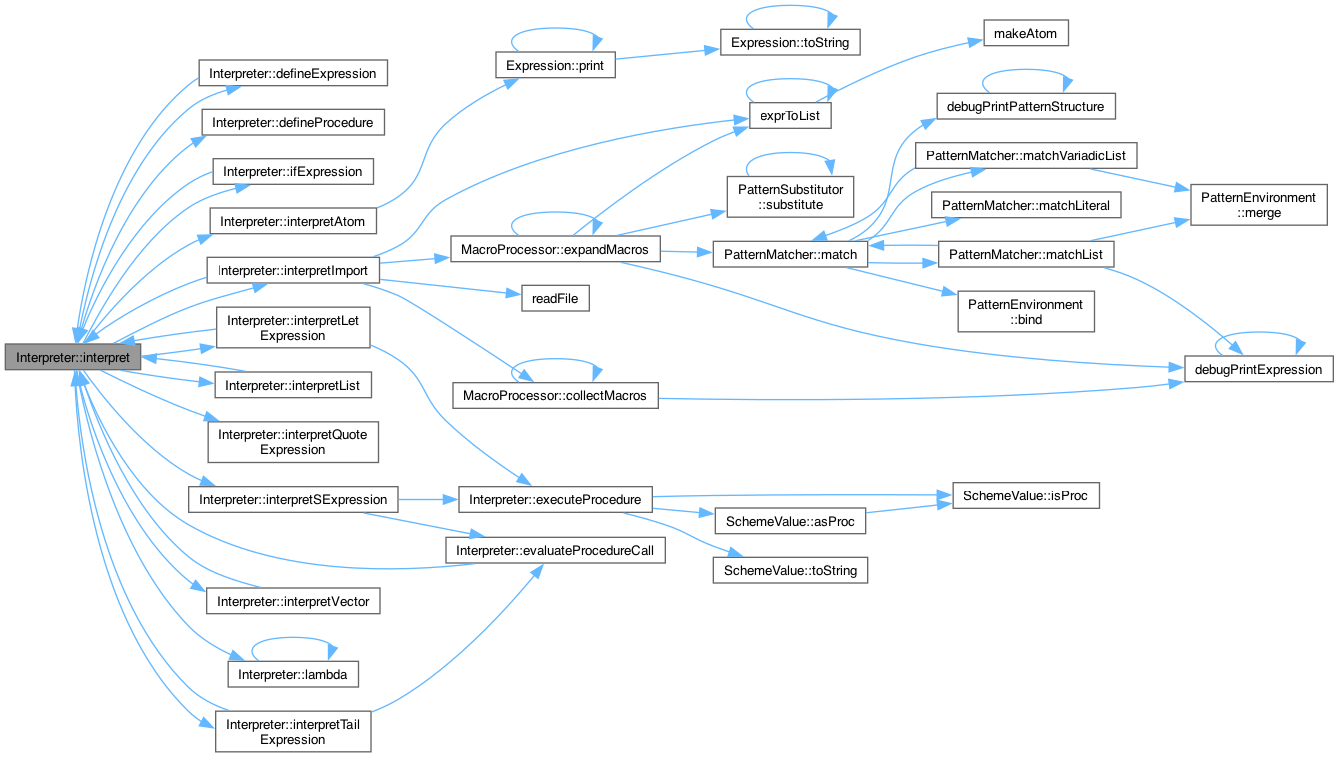 Interpreter::interpret
Interpreter::defineExpression
Interpreter::defineProcedure
Interpreter::ifExpression
Interpreter::interpretAtom
Interpreter::interpretImport
Interpreter::interpretLet
Expression
Interpreter::interpretList
Interpreter::interpretQuote
Expression
Interpreter::interpretSExpression
Interpreter::interpretVector
Interpreter::lambda
Interpreter::interpretTail
Expression
Expression::print
MacroProcessor::expandMacros
readFile
MacroProcessor::collectMacros
Interpreter::executeProcedure
Interpreter::evaluateProcedureCall
Expression::toString
exprToList
PatternSubstitutor
::substitute
PatternMatcher::match
SchemeValue::asProc
SchemeValue::toString
makeAtom
debugPrintPatternStructure
PatternMatcher::matchVariadicList
PatternMatcher::matchLiteral
PatternMatcher::matchList
PatternEnvironment
::bind
SchemeValue::isProc
PatternEnvironment
::merge
debugPrintExpression